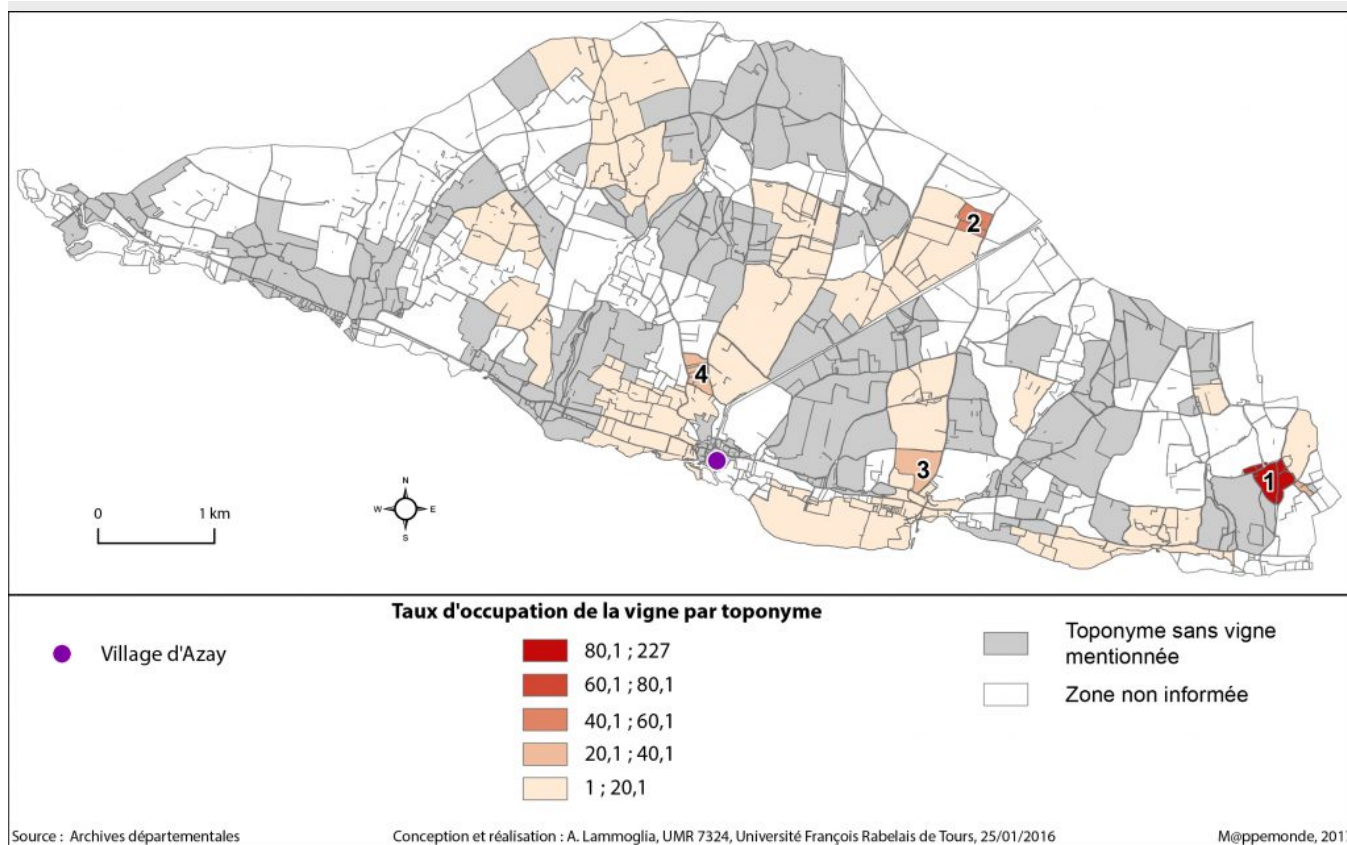 2
4
3
1
N
W
E
S
0
1 km
Taux d'occupation de la vigne par toponyme
Village d'Azay
80,1 ; 227
60,1 ; 80,1
40,1 ; 60,1
20,1 ; 40,1
1 ; 20,1
Toponyme sans vigne
mentionnée
Zone non informée
Source : Archives départementales
Conception et réalisation : A. Lammoglia, UMR 7324, Université François Rabelais de Tours, 25/01/2016
M@ppemonde, 2017